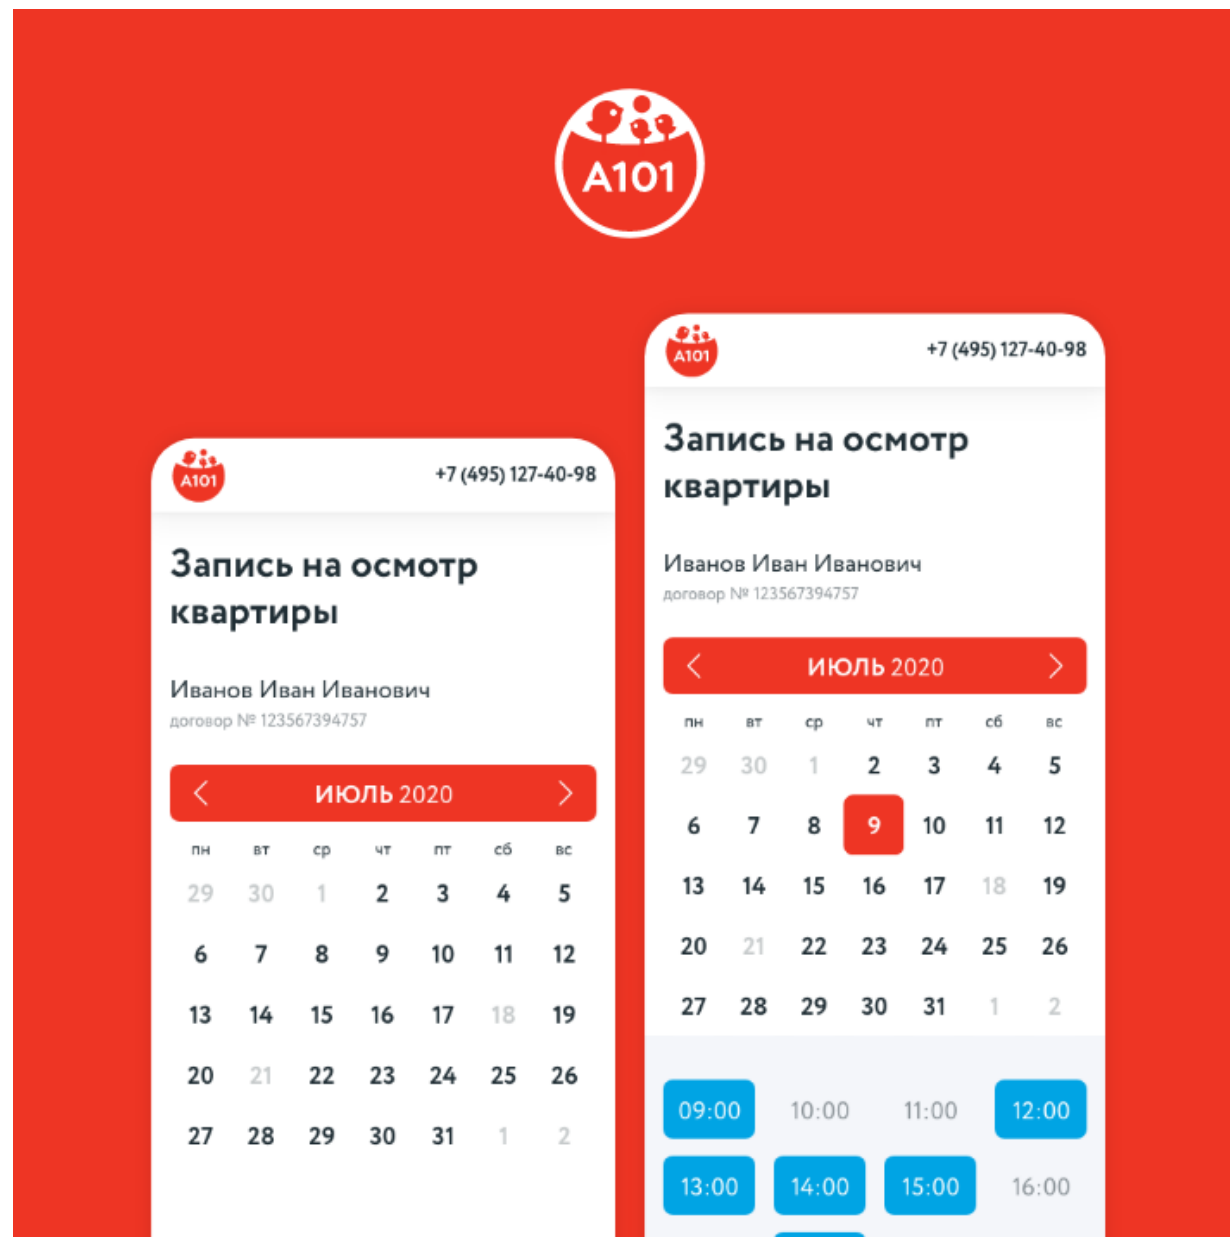 А101
А101
+7 (495) 127-40-98
Запись на осмотр
квартиры
Иванов Иван Иванович
договор № 123567394757
ИЮЛЬ 2020
пн вт ср чт пт сб вс
29 30 1 2 3 4 5
6 7 8 9 10 11 12
13 14 15 16 17 18 19
20 21 22 23 24 25 26
27 28 29 30 31 1 2
А101
+7 (495) 127-40-98
Запись на осмотр
квартиры
Иванов Иван Иванович
договор № 123567394757
ИЮЛЬ 2020
пн вт ср чт пт сб вс
29 30 1 2 3 4 5
6 7 8 9 10 11 12
13 14 15 16 17 18 19
20 21 22 23 24 25 26
27 28 29 30 31 1 2
09:00 10:00 11:00 12:00
13:00 14:00 15:00 16:00